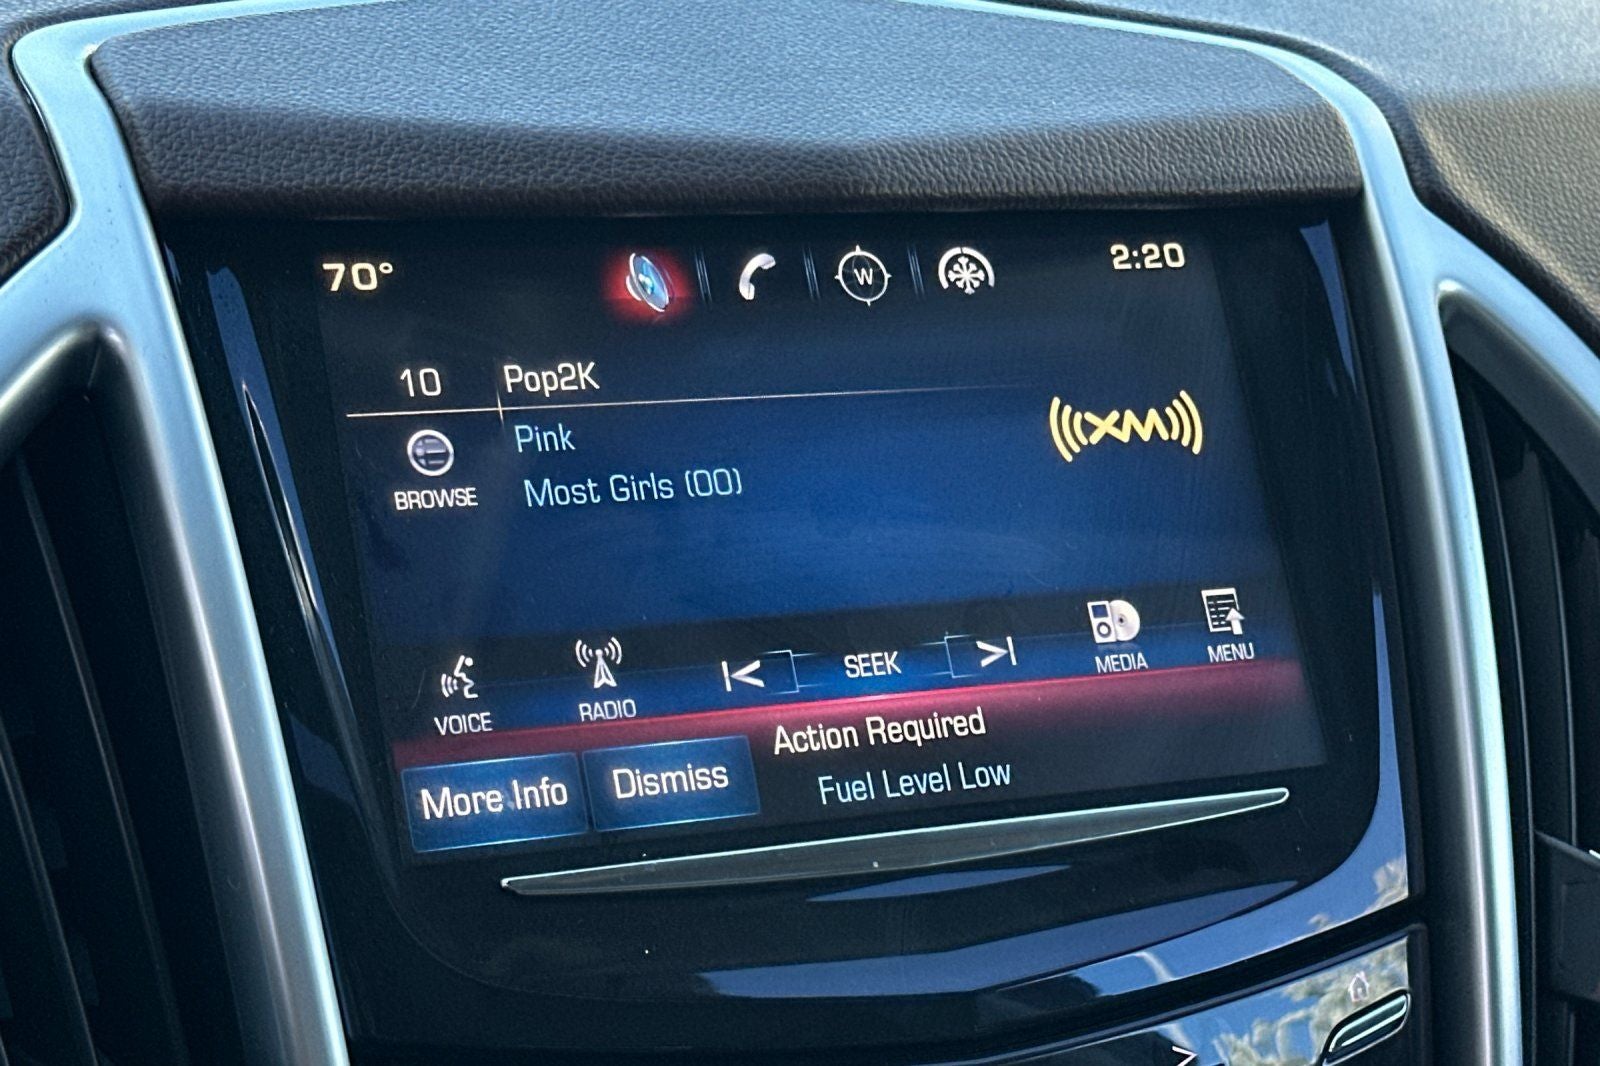 70° W 2:20
10 Pop2K
Pink
XM
BROWSE
Most Girls (00)
VOICE RADIO SEEK MEDIA MENU
More Info Dismiss Action Required
Fuel Level Low